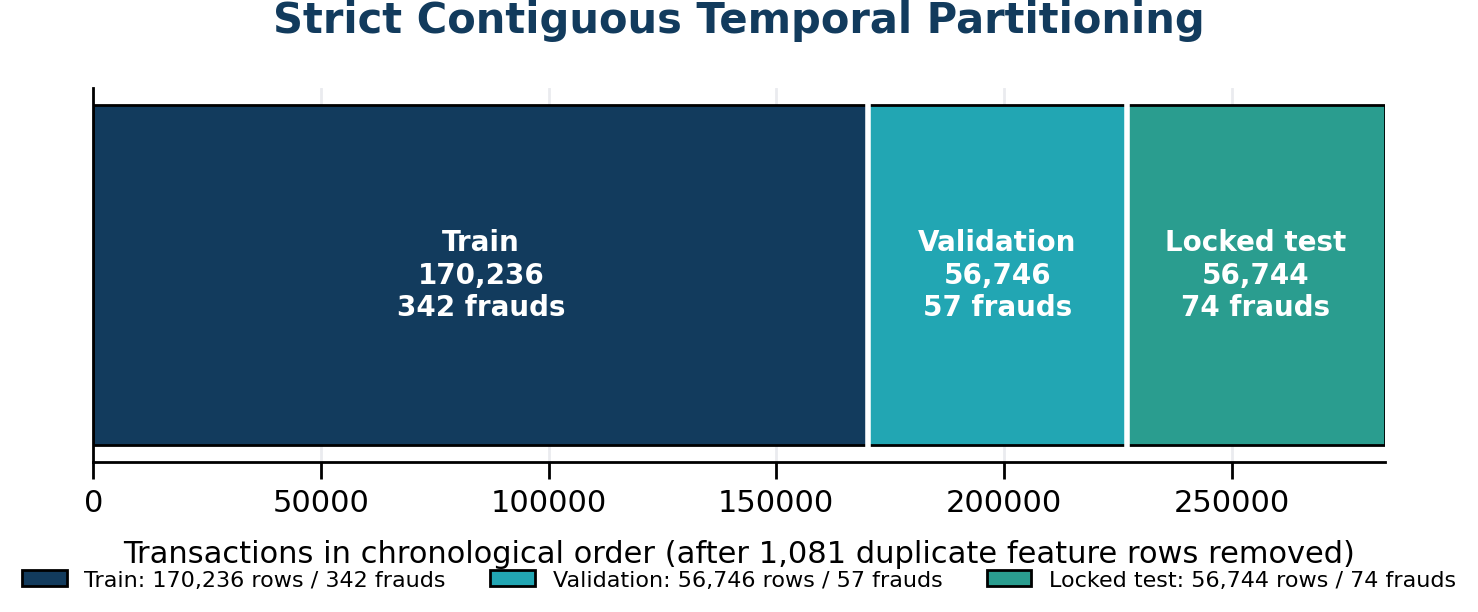 Strict Contiguous Temporal Partitioning
Train
170,236
342 frauds
Validation
56,746
57 frauds
Locked test
56,744
74 frauds
0 50000 100000 150000 200000 250000
Transactions in chronological order (after 1,081 duplicate feature rows removed)
Train: 170,236 rows / 342 frauds Validation: 56,746 rows / 57 frauds Locked test: 56,744 rows / 74 frauds